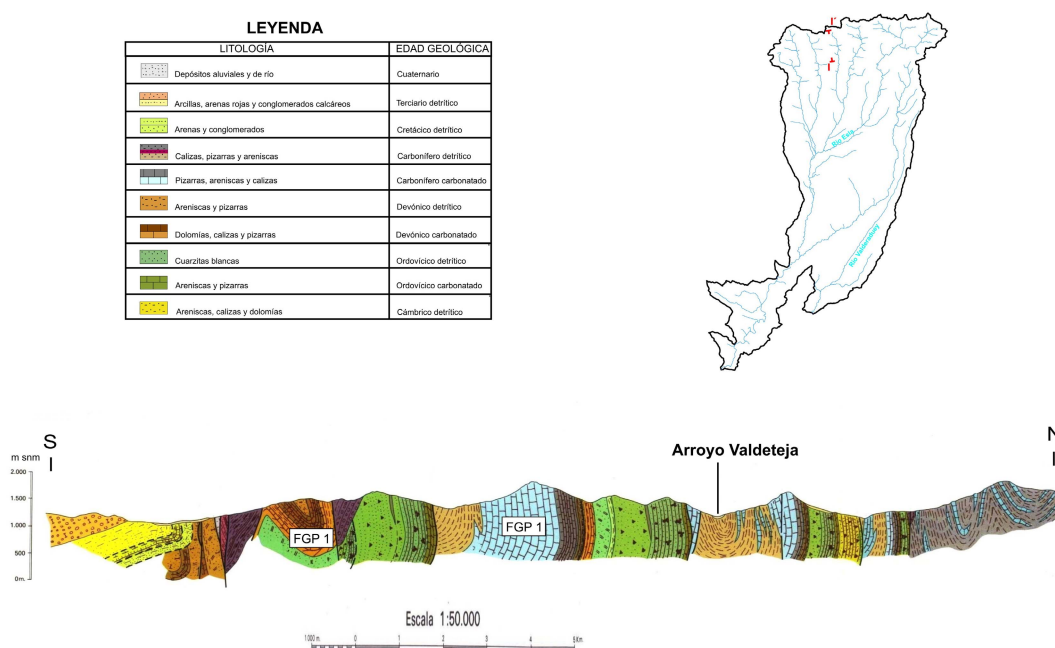 LEYENDA
LITOLOGÍA EDAD GEOLÓGICA
Depósitos aluviales y de río Cuaternario
Arcillas, arenas rojas y conglomerados calcáreos Terciario detrítico
Arenas y conglomerados Cretácico detrítico
Calizas, pizarras y areniscas Carbonífero detrítico
Pizarras, areniscas y calizas Carbonífero carbonatado
Areniscas y pizarras Devónico detrítico
Dolomías, calizas y pizarras Devónico carbonatado
Cuarzitas blancas Ordovícico detrítico
Areniscas y pizarras Ordovícico carbonatado
Areniscas, calizas y dolomías Cámbrico detrítico
I'
I
Río Esla
S
I
N
I'
m snm
2.000
1.500
1.000
500
0m.
Arroyo Valdeteja
FGP 1
FGP 1
Escala 1:50.000
1000 m. 0 1 2 3 4 5 Km